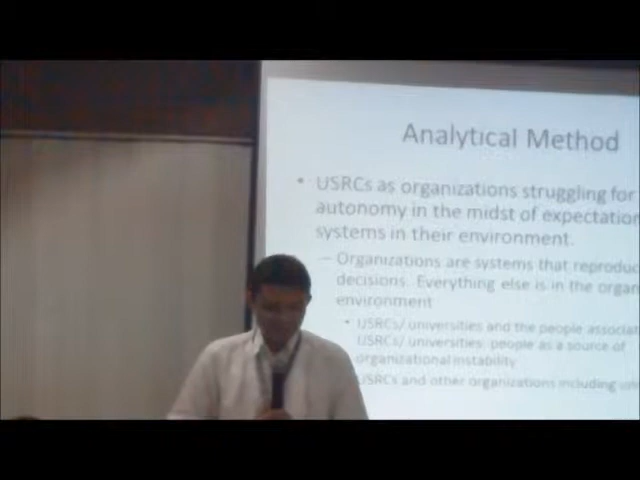 Analytical Method
• USRCs as organizations struggling for
autonomy in the midst of expectation
systems in their environment.
– Organizations are systems that reproduc
decisions. Everything else is in the organ
environment
• USRCs/ universities and the people associat
USRCs/ universities: people as a source of
organizational instability
USRCs and other organizations including